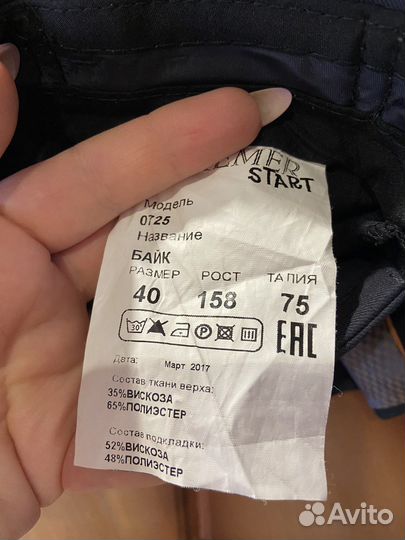 START
Модель
0725
Название
БАЙК
РАЗМЕР РОСТ ТАЛИЯ
40 158 75
30 EAC
Дата: Март 2017
Состав ткани верха:
35%ВИСКОЗА
65%ПОЛИЭСТЕР
Состав подкладки:
52%ВИСКОЗА
48%ПОЛИЭСТЕР
Avito